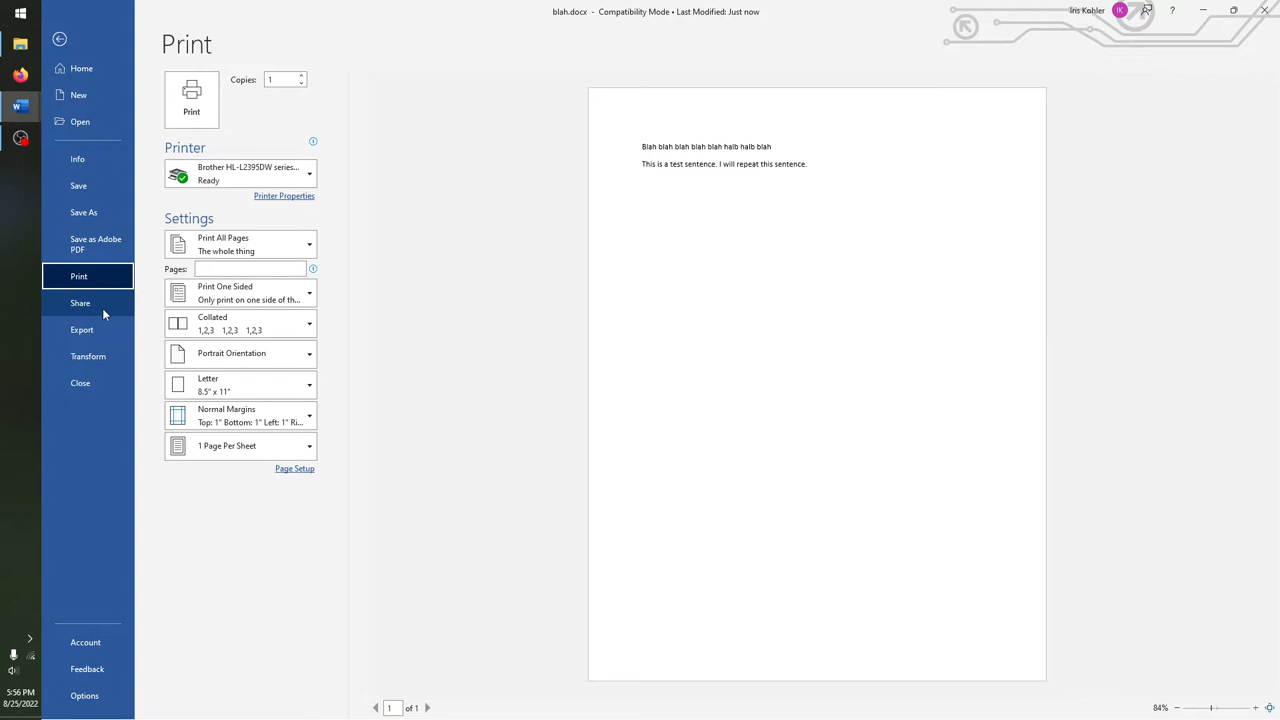 blah.docx - Compatibility Mode • Last Modified: Just now
Iris Kohler
IK
?
Home
New
Open
Info
Save
Save As
Save as Adobe
PDF
Print
Share
Export
Transform
Close
Account
Feedback
Options
5:56 PM
8/25/2022
Print
Print
Copies: 1
Printer
Brother HL-L2395DW series...
Ready
Printer Properties
Settings
Print All Pages
The whole thing
Pages:
Print One Sided
Only print on one side of th...
Collated
1,2,3 1,2,3 1,2,3
Portrait Orientation
Letter
8.5" x 11"
Normal Margins
Top: 1" Bottom: 1" Left: 1" Ri...
1 Page Per Sheet
Page Setup
Blah blah blah blah blah halb halb blah
This is a test sentence. I will repeat this sentence.
1 of 1
84%